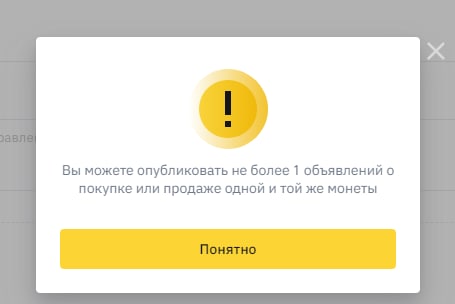 Вы можете опубликовать не более 1 объявлений о
покупке или продаже одной и той же монеты
Понятно